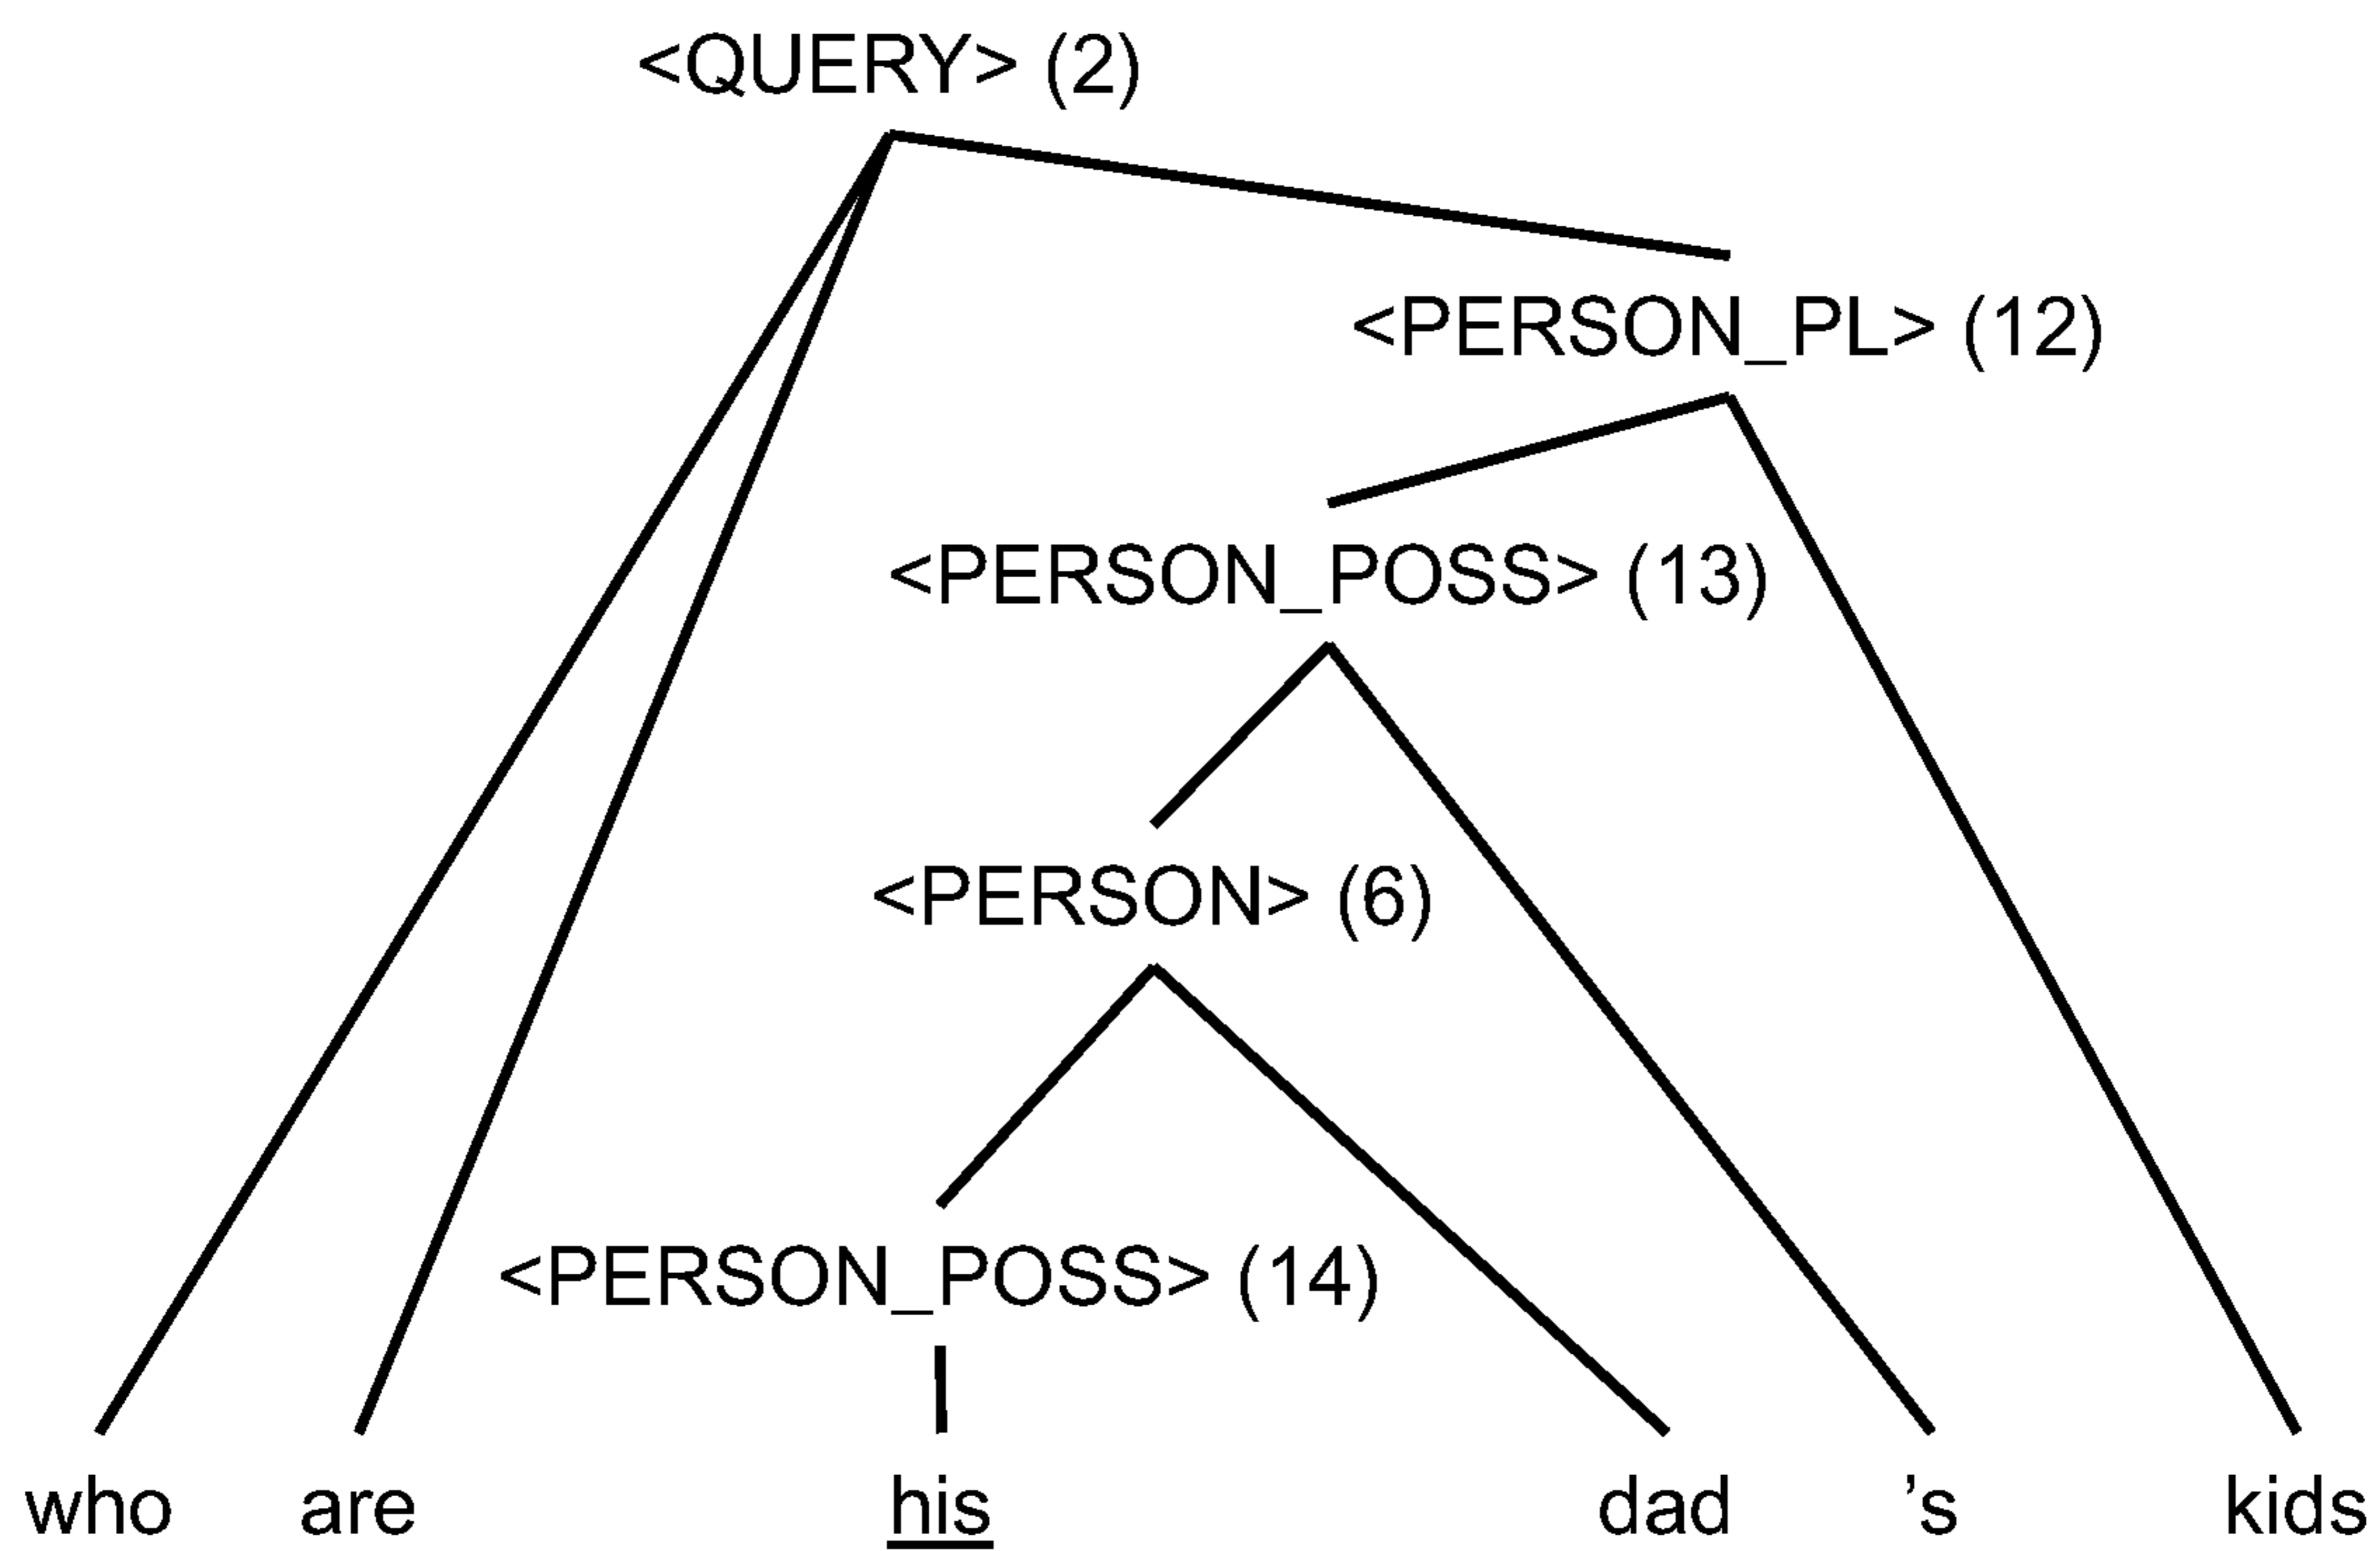 <QUERY> (2)
<PERSON_PL> (12)
<PERSON_POSS> (13)
<PERSON> (6)
<PERSON_POSS> (14)
who are his dad 's kids